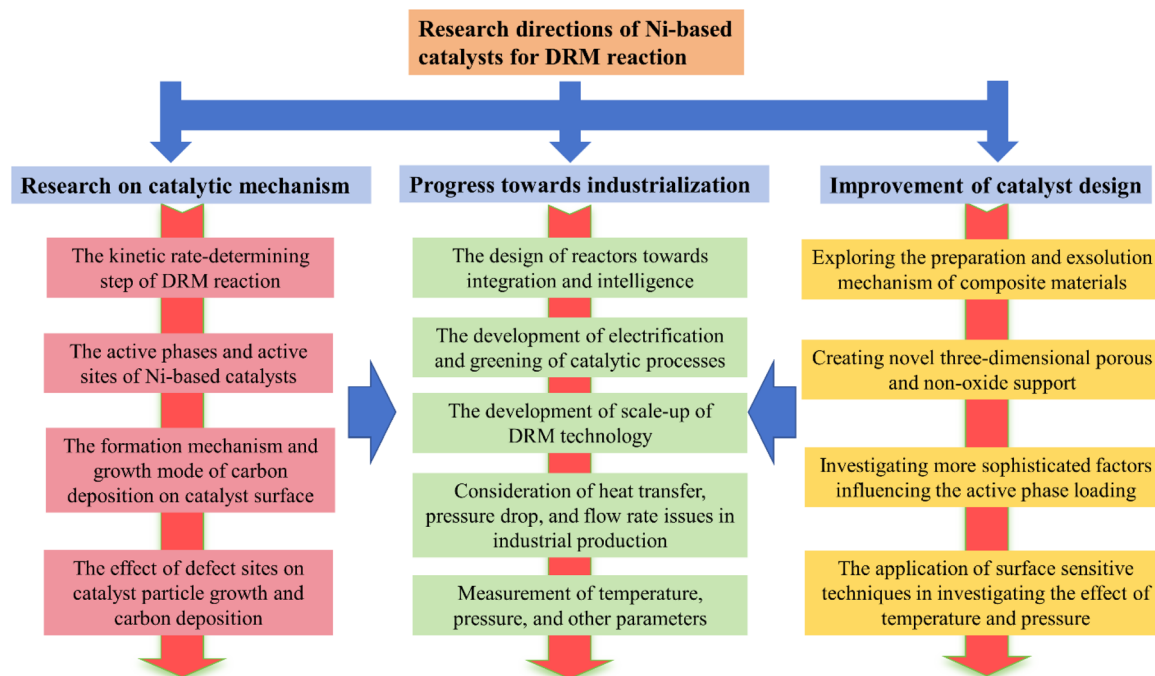 Research directions of Ni-based
catalysts for DRM reaction
Research on catalytic mechanism
The kinetic rate-determining
step of DRM reaction
The active phases and active
sites of Ni-based catalysts
The formation mechanism and
growth mode of carbon
deposition on catalyst surface
The effect of defect sites on
catalyst particle growth and
carbon deposition
Progress towards industrialization
The design of reactors towards
integration and intelligence
The development of electrification
and greening of catalytic processes
The development of scale-up of
DRM technology
Consideration of heat transfer,
pressure drop, and flow rate issues in
industrial production
Measurement of temperature,
pressure, and other parameters
Improvement of catalyst design
Exploring the preparation and exsolution
mechanism of composite materials
Creating novel three-dimensional porous
and non-oxide support
Investigating more sophisticated factors
influencing the active phase loading
The application of surface sensitive
techniques in investigating the effect of
temperature and pressure